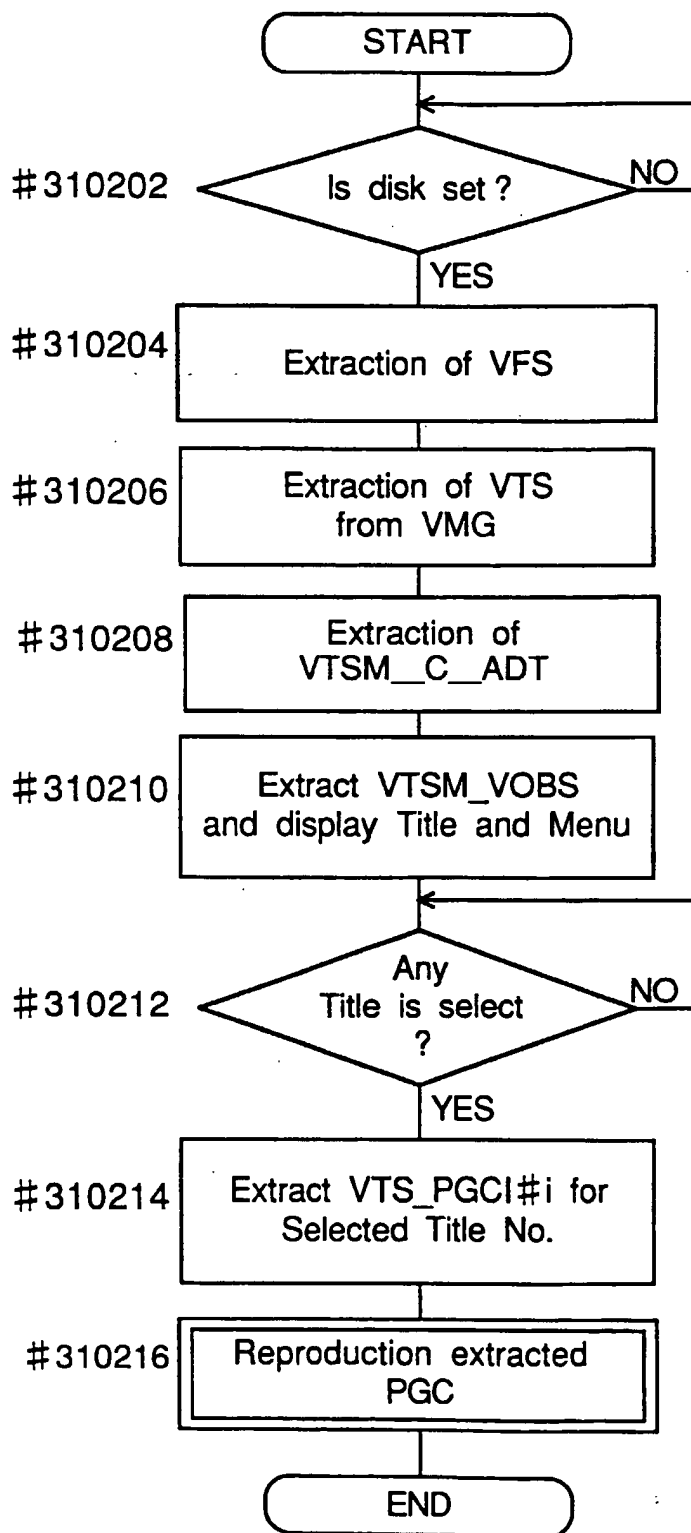 START
#310202
Is disk set ?
NO
YES
#310204
Extraction of VFS
#310206
Extraction of VTS
from VMG
#310208
Extraction of
VTSM__C__ADT
#310210
Extract VTSM_VOBS
and display Title and Menu
#310212
Any
Title is select
?
NO
YES
#310214
Extract VTS_PGCI#i for
Selected Title No.
#310216
Reproduction extracted
PGC
END